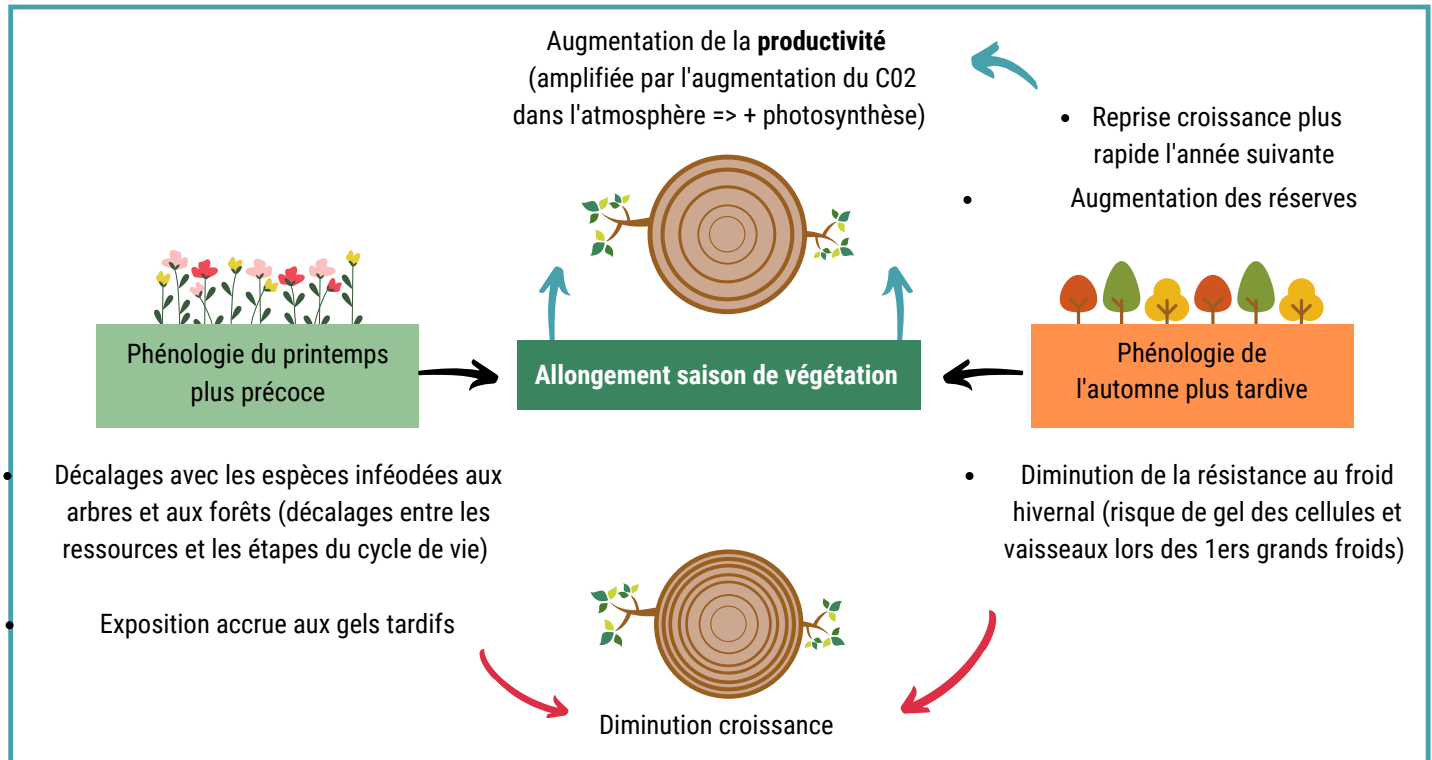 Augmentation de la productivité
(amplifiée par l'augmentation du C02
dans l'atmosphère => + photosynthèse)
• Reprise croissance plus
rapide l'année suivante
• Augmentation des réserves
Phénologie du printemps
plus précoce
Allongement saison de végétation
Phénologie de
l'automne plus tardive
• Décalages avec les espèces inféodées aux
arbres et aux forêts (décalages entre les
ressources et les étapes du cycle de vie)
• Exposition accrue aux gels tardifs
• Diminution de la résistance au froid
hivernal (risque de gel des cellules et
vaisseaux lors des 1ers grands froids)
Diminution croissance